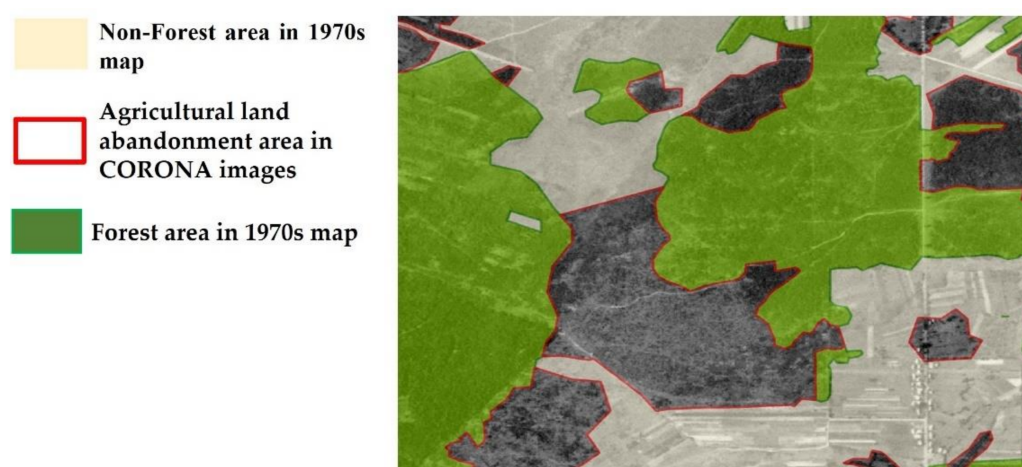 Non-Forest area in 1970s
map
Agricultural land
abandonment area in
CORONA images
Forest area in 1970s map